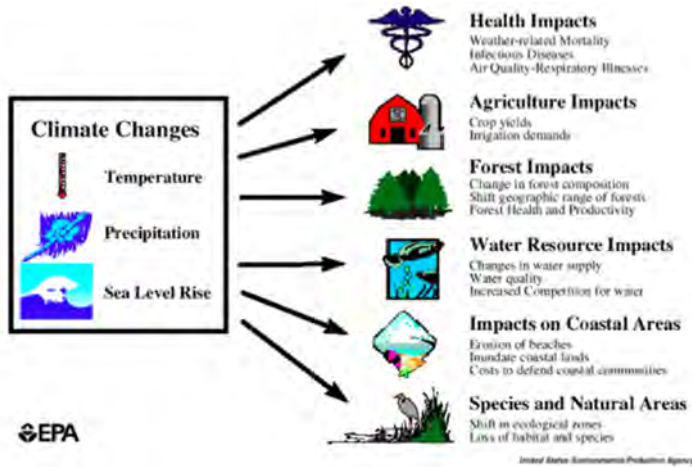 Climate Changes
Temperature
Precipitation
Sea Level Rise
Health Impacts
Weather-related Mortality
Infectious Diseases
Air Quality-Respiratory Illnesses
Agriculture Impacts
Crop yields
Irrigation demands
Forest Impacts
Change in forest composition
Shift geographic range of forests
Forest Health and Productivity
Water Resource Impacts
Changes in water supply
Water quality
Increased Competition for water
Impacts on Coastal Areas
Erosion of beaches
Inundate coastal lands
Costs to defend coastal communities
Species and Natural Areas
Shift in ecological zones
Loss of habitat and species
EPA
United States Environmental Protection Agency